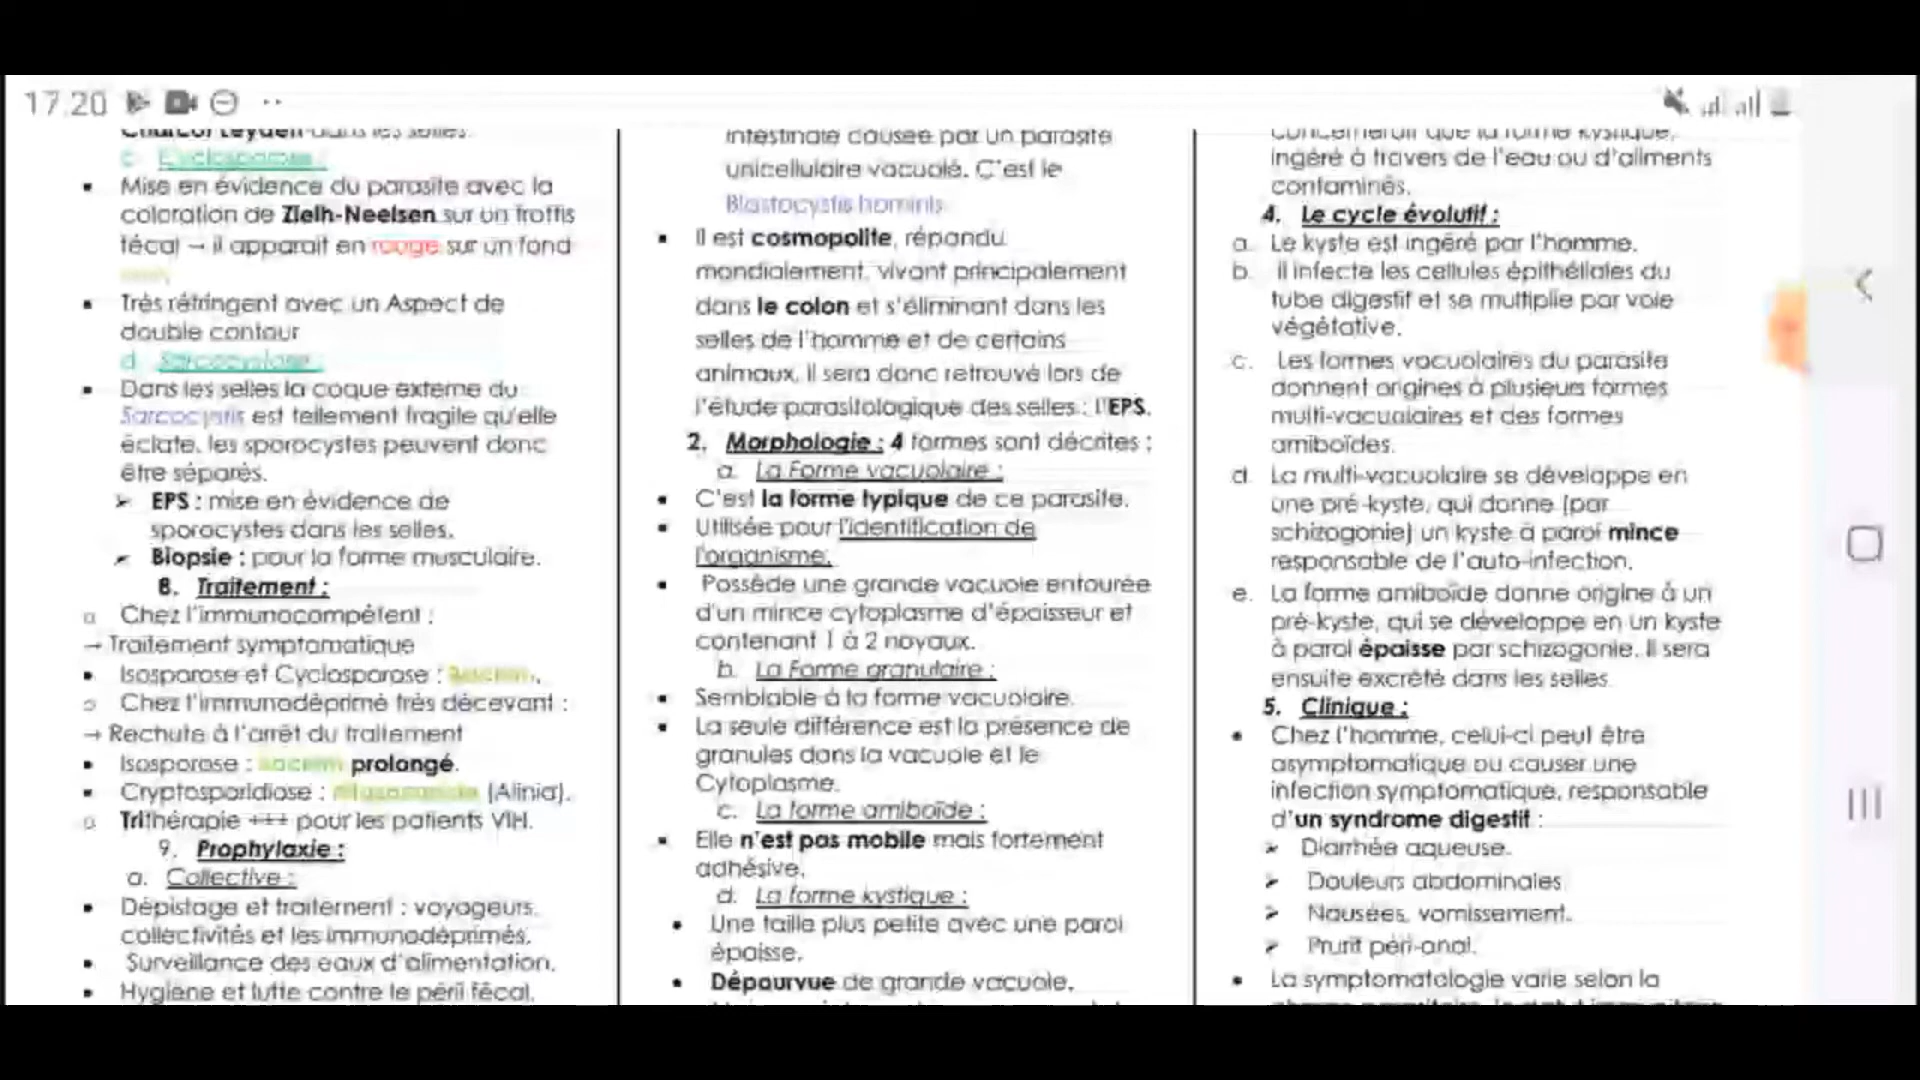 17.20
Charcot Leyden dans les selles.
c. Cyclosporose :
Mise en évidence du parasite avec la
coloration de Zielh-Neelsen sur un frottis
fécal → il apparait en rouge sur un fond
Très réfringent avec un Aspect de
double contour
d. Sarcocystose :
Dans les selles la coque externe du
Sarcocystis est tellement fragile qu'elle
éclate, les sporocystes peuvent donc
être séparés.
EPS : mise en évidence de
sporocystes dans les selles.
Biopsie : pour la forme musculaire.
8. Traitement :
Chez l'immunocompétent :
→ Traitement symptomatique
Isosporose et Cyclosporose : Bactrim.
Chez l'immunodéprimé très décevant :
→ Rechute à l'arrêt du traitement
Isosporose : Bactrim prolongé.
Cryptosporidiose : (Alinia).
Trithérapie +++ pour les patients VIH.
9. Prophylaxie :
a. Collective :
Dépistage et traitement : voyageurs,
collectivités et les immunodéprimés.
Surveillance des eaux d'alimentation.
Hygiène et lutte contre le péril fécal.
intestinale causée par un parasite
unicellulaire vacuolé. C'est le
Blastocystis hominis.
Il est cosmopolite, répandu
mondialement, vivant principalement
dans le colon et s'éliminant dans les
selles de l'homme et de certains
animaux. Il sera donc retrouvé lors de
l'étude parasitologique des selles : l'EPS.
2. Morphologie : 4 formes sont décrites :
a. La Forme vacuolaire :
C'est la forme typique de ce parasite.
Utilisée pour l'identification de
l'organisme.
Possède une grande vacuole entourée
d'un mince cytoplasme d'épaisseur et
contenant 1 à 2 noyaux.
b. La Forme granulaire :
Semblable à la forme vacuolaire.
La seule différence est la présence de
granules dans la vacuole et le
Cytoplasme.
c. La forme amiboïde :
Elle n'est pas mobile mais fortement
adhésive.
d. La forme kystique :
Une taille plus petite avec une paroi
épaisse.
Dépourvue de grande vacuole.
concernerait que la forme kystique,
ingéré à travers de l'eau ou d'aliments
contaminés.
4. Le cycle évolutif :
a. Le kyste est ingéré par l'homme.
b. il infecte les cellules épithéliales du
tube digestif et se multiplie par voie
végétative.
c. Les formes vacuolaires du parasite
donnent origines à plusieurs formes
multi-vacuolaires et des formes
amiboïdes.
d. La multi-vacuolaire se développe en
une pré-kyste, qui donne (par
schizogonie) un kyste à paroi mince
responsable de l'auto-infection.
e. La forme amiboïde donne origine à un
pré-kyste, qui se développe en un kyste
à paroi épaisse par schizogonie. Il sera
ensuite excrété dans les selles.
5. Clinique :
Chez l'homme, celui-ci peut être
asymptomatique ou causer une
infection symptomatique, responsable
d'un syndrome digestif :
Diarrhée aqueuse.
Douleurs abdominales.
Nausées, vomissement.
Prurit péri-anal.
La symptomatologie varie selon la